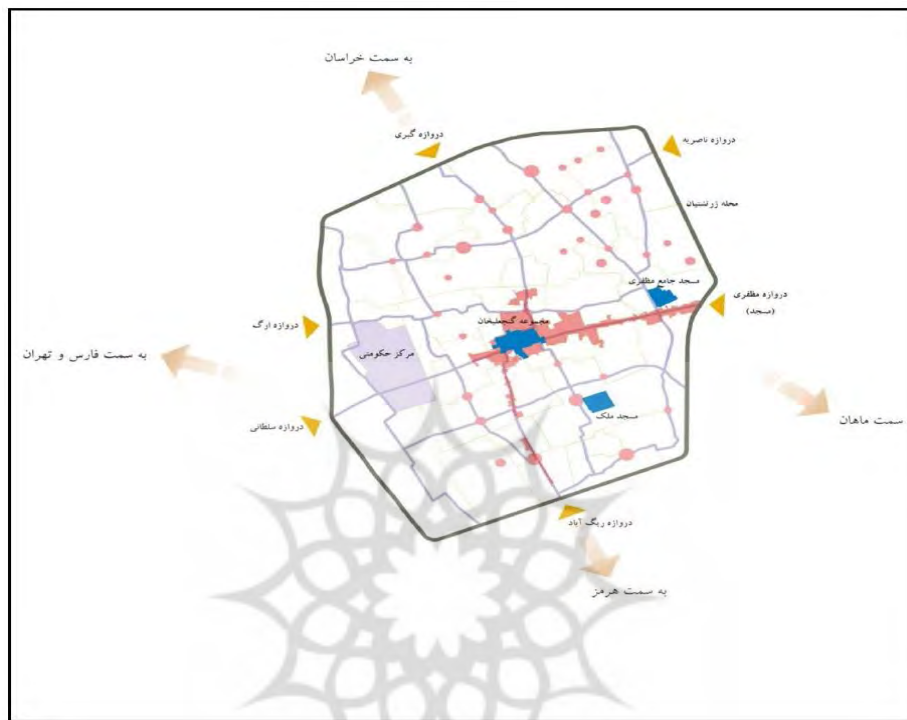 به سمت خراسان
دروازه گبری
دروازه ناصریه
محله زرتشتیان
مسجد جامع مظفری
دروازه مظفری
(مسجد)
مجموعه گنجعلیخان
دروازه ارگ
مرکز حکومتی
به سمت فارس و تهران
مسجد ملک
سمت ماهان
دروازه سلطانی
دروازه ریگ آباد
به سمت هرمز